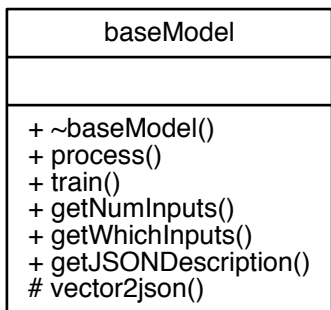 baseModel
+ ~baseModel()
+ process()
+ train()
+ getNumInputs()
+ getWhichInputs()
+ getJSONDescription()
# vector2json()